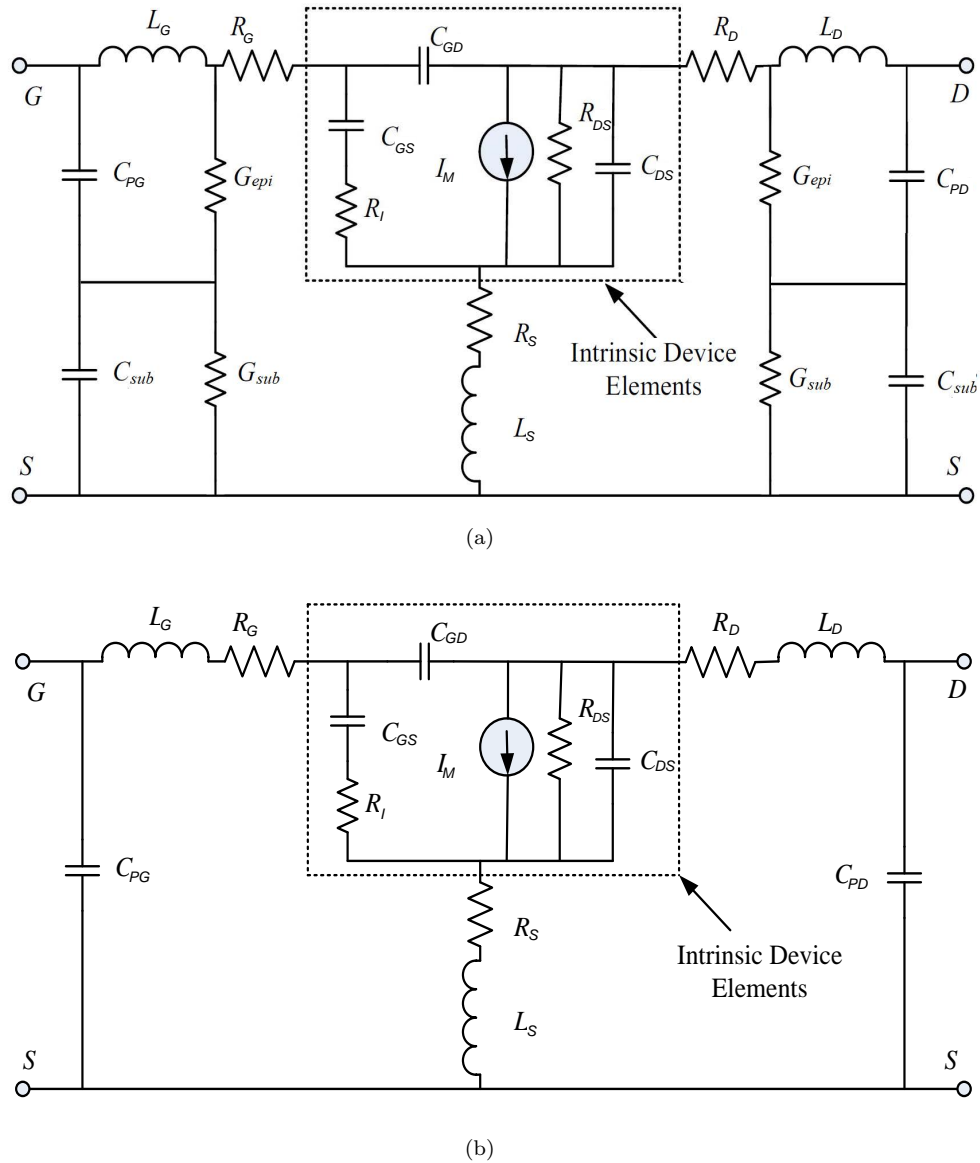 L_G R_G C_GD R_D L_D
G D
C_PG G_epi C_GS I_M R_DS C_DS G_epi C_PD
R_I
R_S
Intrinsic Device
Elements
C_sub G_sub G_sub C_sub
L_S
S S
(a)
L_G R_G C_GD R_D L_D
G D
C_GS I_M R_DS C_DS
R_I
C_PG C_PD
R_S
Intrinsic Device
Elements
L_S
S S
(b)